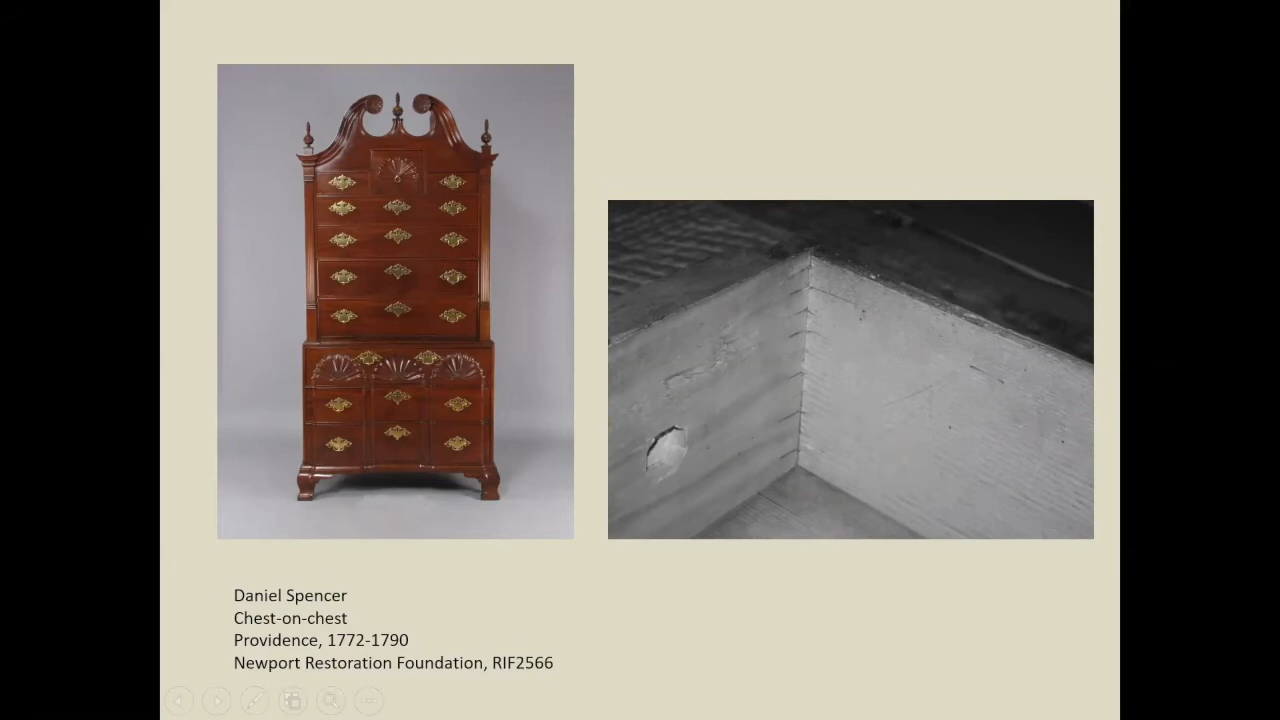 Daniel Spencer
Chest-on-chest
Providence, 1772-1790
Newport Restoration Foundation, RIF2566